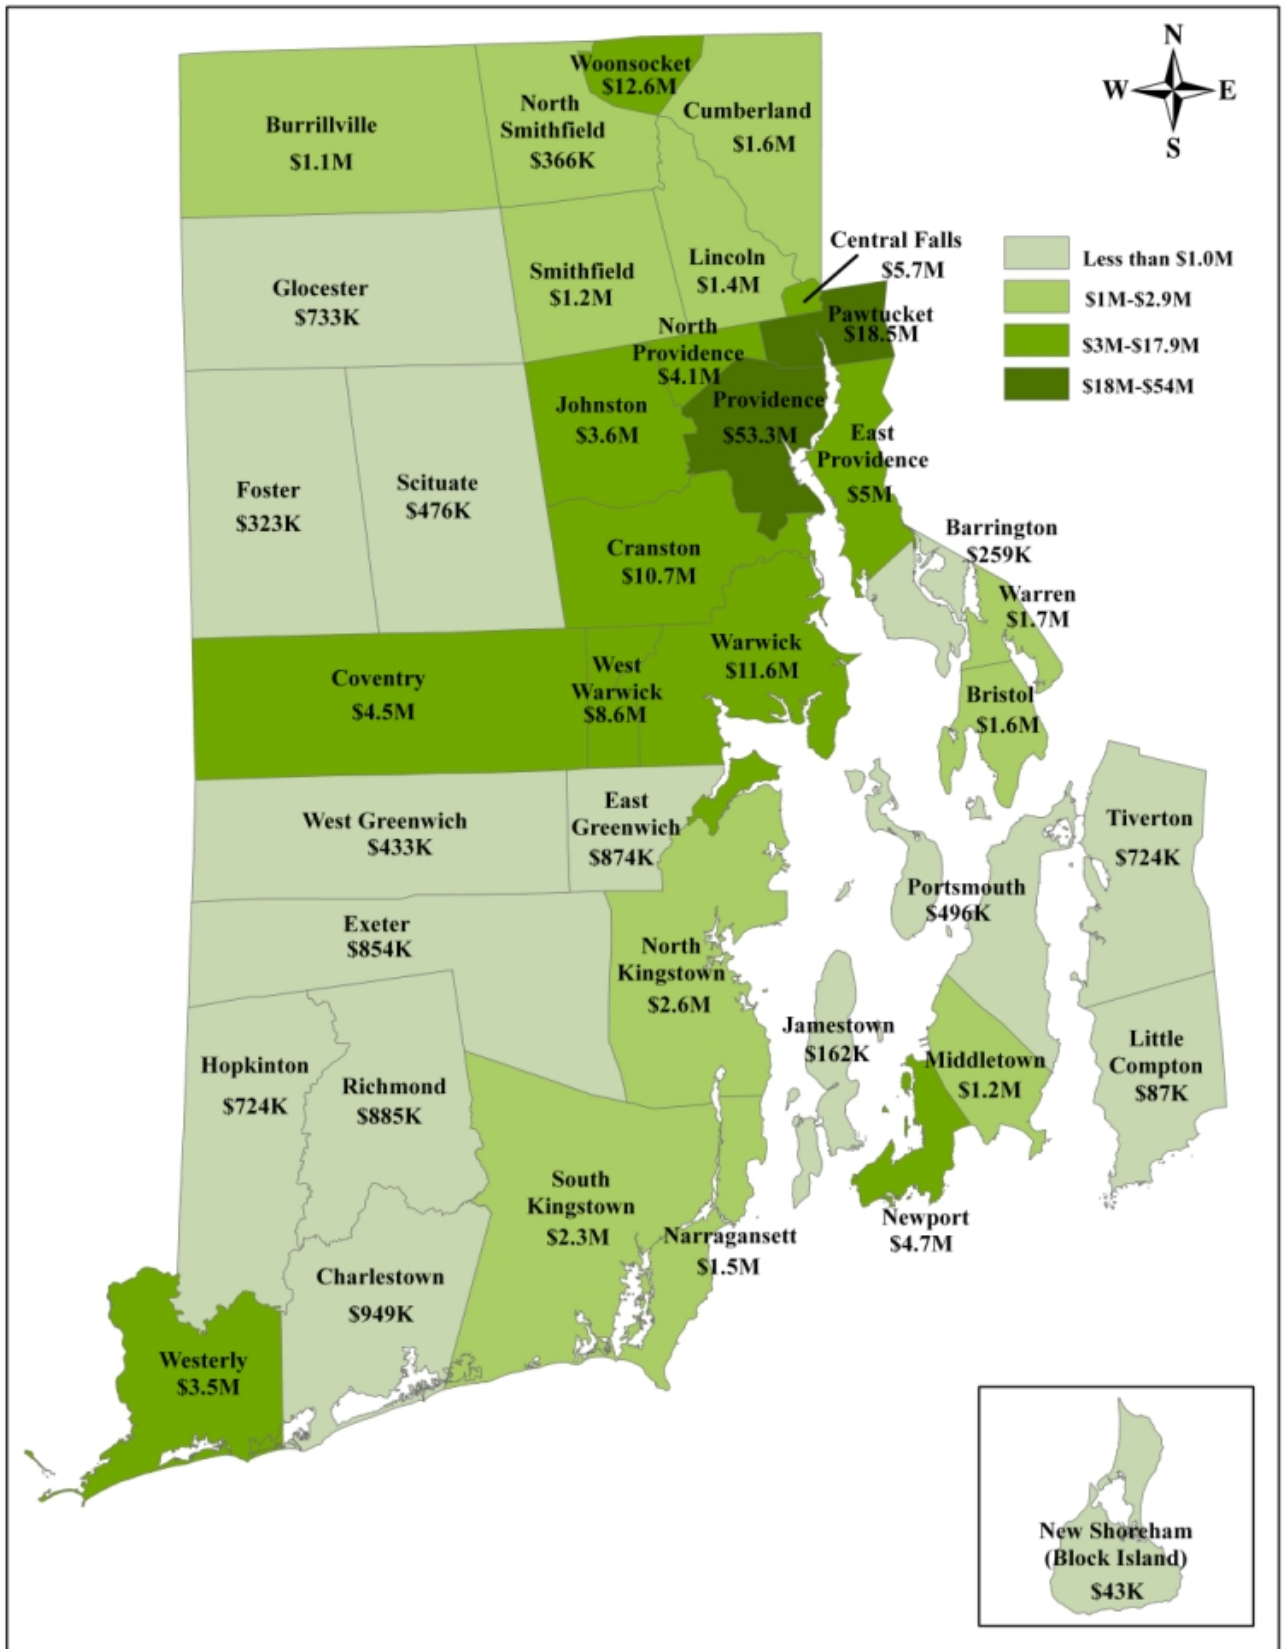 N
W
E
S
Woonsocket
$12.6M
Burrillville
$1.1M
North
Smithfield
$366K
Cumberland
$1.6M
Central Falls
$5.7M
Less than $1.0M
$1M-$2.9M
$3M-$17.9M
$18M-$54M
Glocester
$733K
Smithfield
$1.2M
Lincoln
$1.4M
Pawtucket
$18.5M
North
Providence
$4.1M
Johnston
$3.6M
Providence
$53.3M
East
Providence
$5M
Foster
$323K
Scituate
$476K
Cranston
$10.7M
Barrington
$259K
Warren
$1.7M
Coventry
$4.5M
West
Warwick
$8.6M
Warwick
$11.6M
Bristol
$1.6M
West Greenwich
$433K
East
Greenwich
$874K
Tiverton
$724K
Portsmouth
$496K
Exeter
$854K
North
Kingstown
$2.6M
Jamestown
$162K
Middletown
$1.2M
Little
Compton
$87K
Hopkinton
$724K
Richmond
$885K
South
Kingstown
$2.3M
Narragansett
$1.5M
Newport
$4.7M
Charlestown
$949K
Westerly
$3.5M
New Shoreham
(Block Island)
$43K